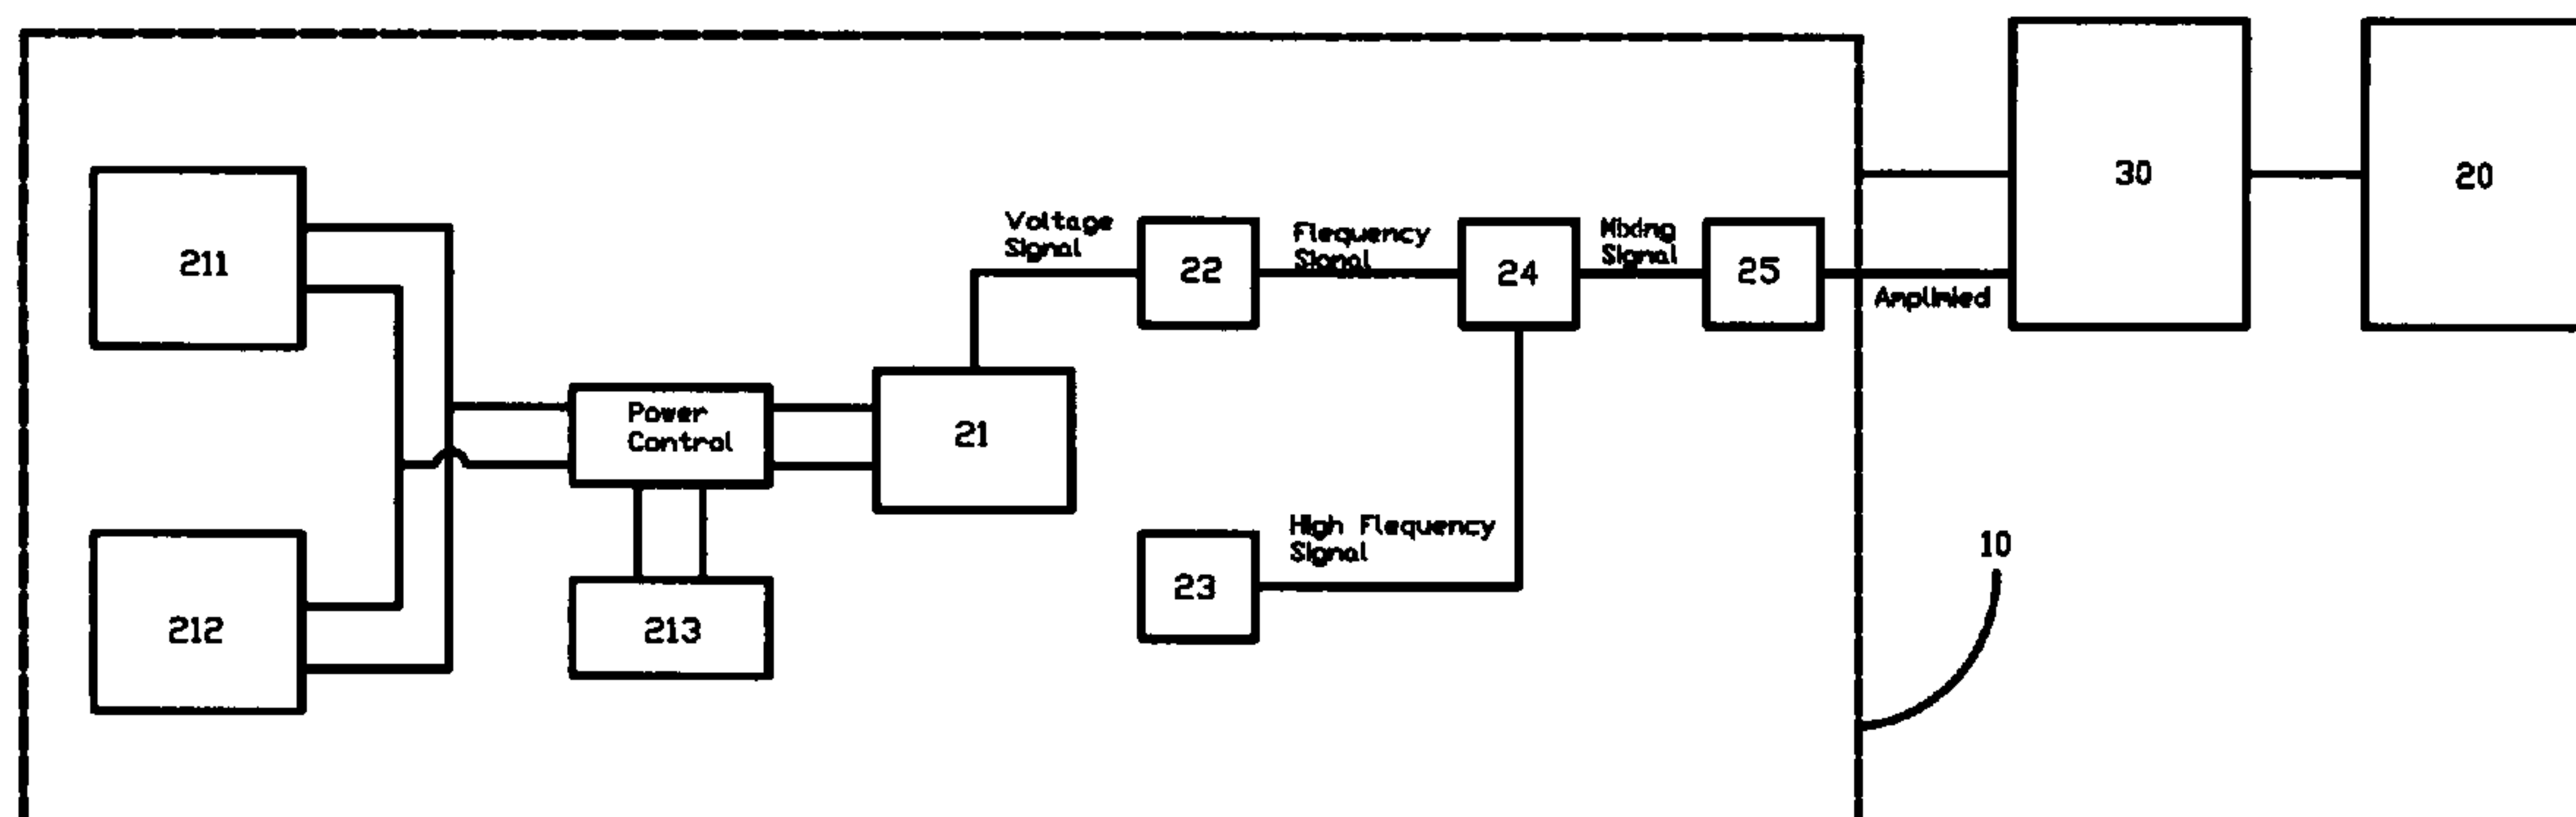 30
20
211
Voltage
Signal
22
Flequency
Signal
24
Mixing
Signal
25
Amplimied
Power
Control
21
High Flequency
Signal
10
23
212
213